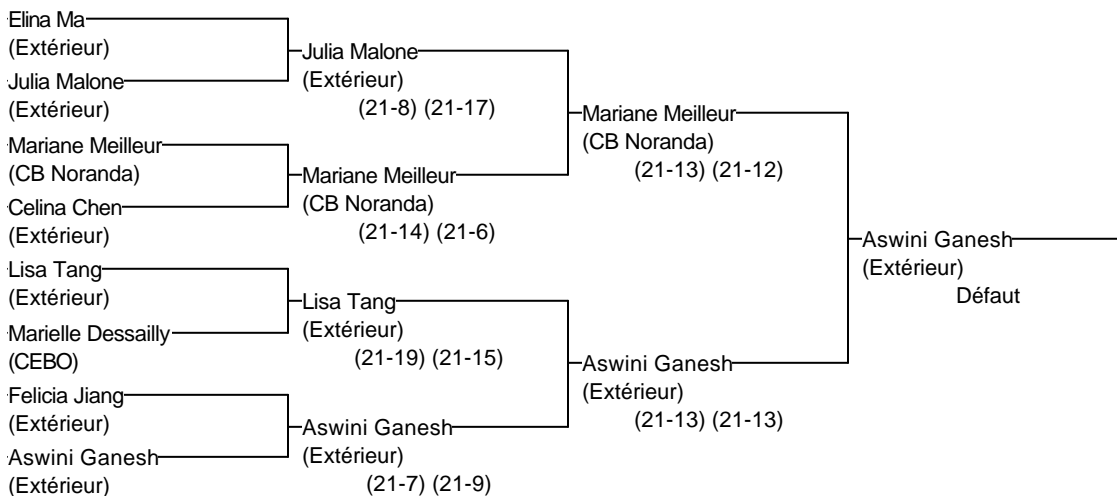 Elina Ma
(Extérieur)
Julia Malone
(Extérieur)
Mariane Meilleur
(CB Noranda)
Celina Chen
(Extérieur)
Lisa Tang
(Extérieur)
Marielle Dessailly
(CEBO)
Felicia Jiang
(Extérieur)
Aswini Ganesh
(Extérieur)
Julia Malone
(Extérieur)
(21-8) (21-17)
Mariane Meilleur
(CB Noranda)
(21-14) (21-6)
Lisa Tang
(Extérieur)
(21-19) (21-15)
Aswini Ganesh
(Extérieur)
(21-7) (21-9)
Mariane Meilleur
(CB Noranda)
(21-13) (21-12)
Aswini Ganesh
(Extérieur)
(21-13) (21-13)
Aswini Ganesh
(Extérieur)
Défaut